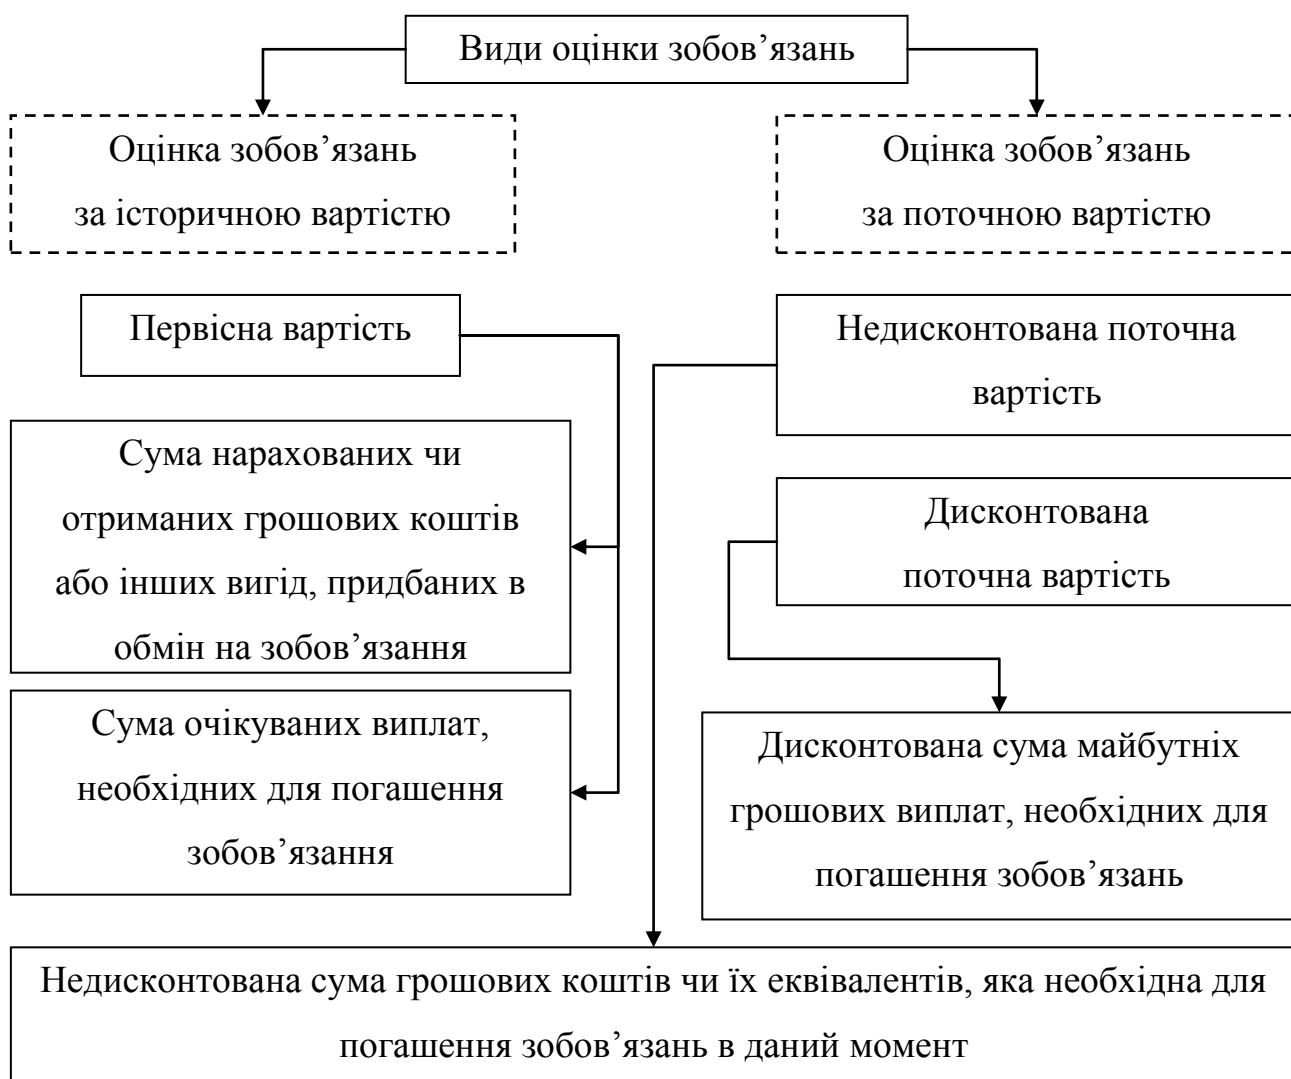 Види оцінки зобов’язань
Оцінка зобов’язань
за історичною вартістю
Оцінка зобов’язань
за поточною вартістю
Первісна вартість
Недисконтована поточна
вартість
Сума нарахованих чи
отриманих грошових коштів
або інших вигід, придбаних в
обмін на зобов’язання
Дисконтована
поточна вартість
Сума очікуваних виплат,
необхідних для погашення
зобов’язання
Дисконтована сума майбутніх
грошових виплат, необхідних для
погашення зобов’язань
Недисконтована сума грошових коштів чи їх еквівалентів, яка необхідна для
погашення зобов’язань в даний момент